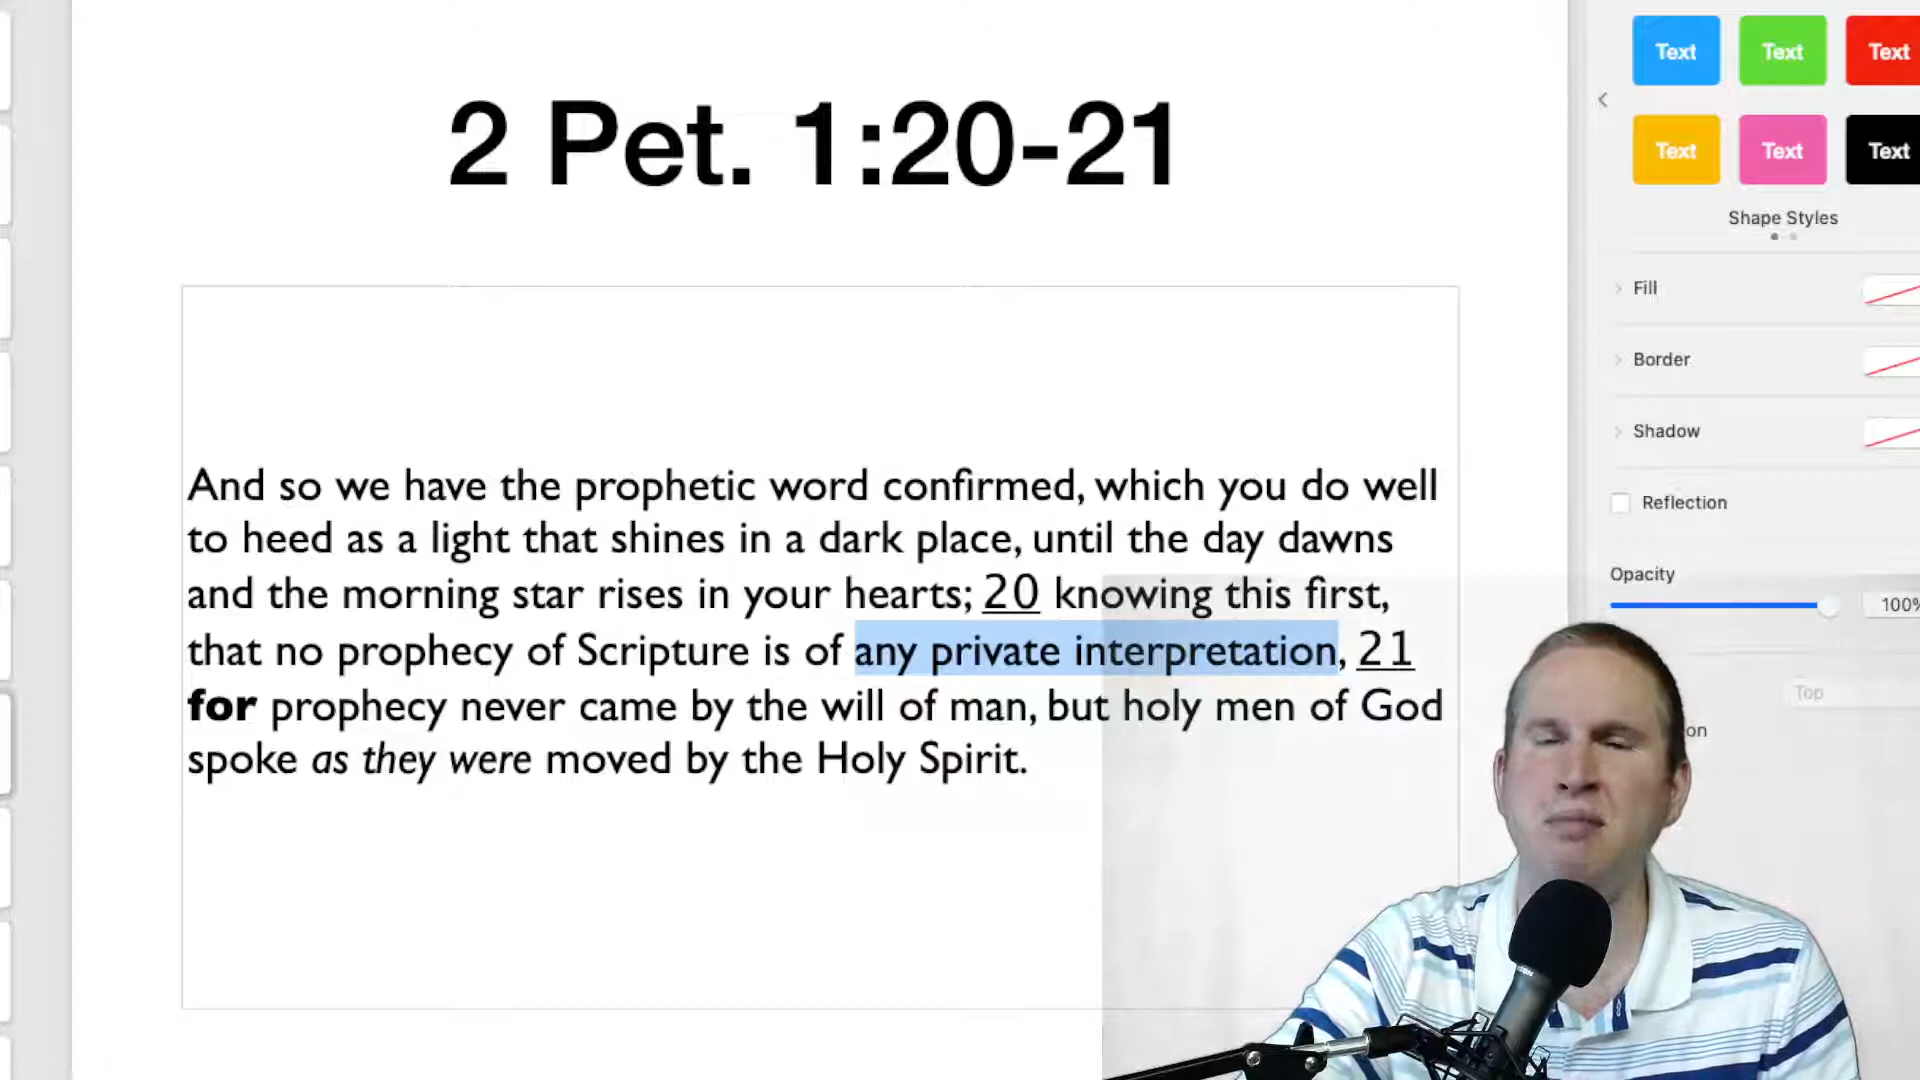 2 Pet. 1:20-21
And so we have the prophetic word confirmed, which you do well
to heed as a light that shines in a dark place, until the day dawns
and the morning star rises in your hearts; 20 knowing this first,
that no prophecy of Scripture is of any private interpretation, 21
for prophecy never came by the will of man, but holy men of God
spoke as they were moved by the Holy Spirit.
Text Text Text
Text Text Text
Shape Styles
Fill
Border
Shadow
Reflection
Opacity
100%
Top
on